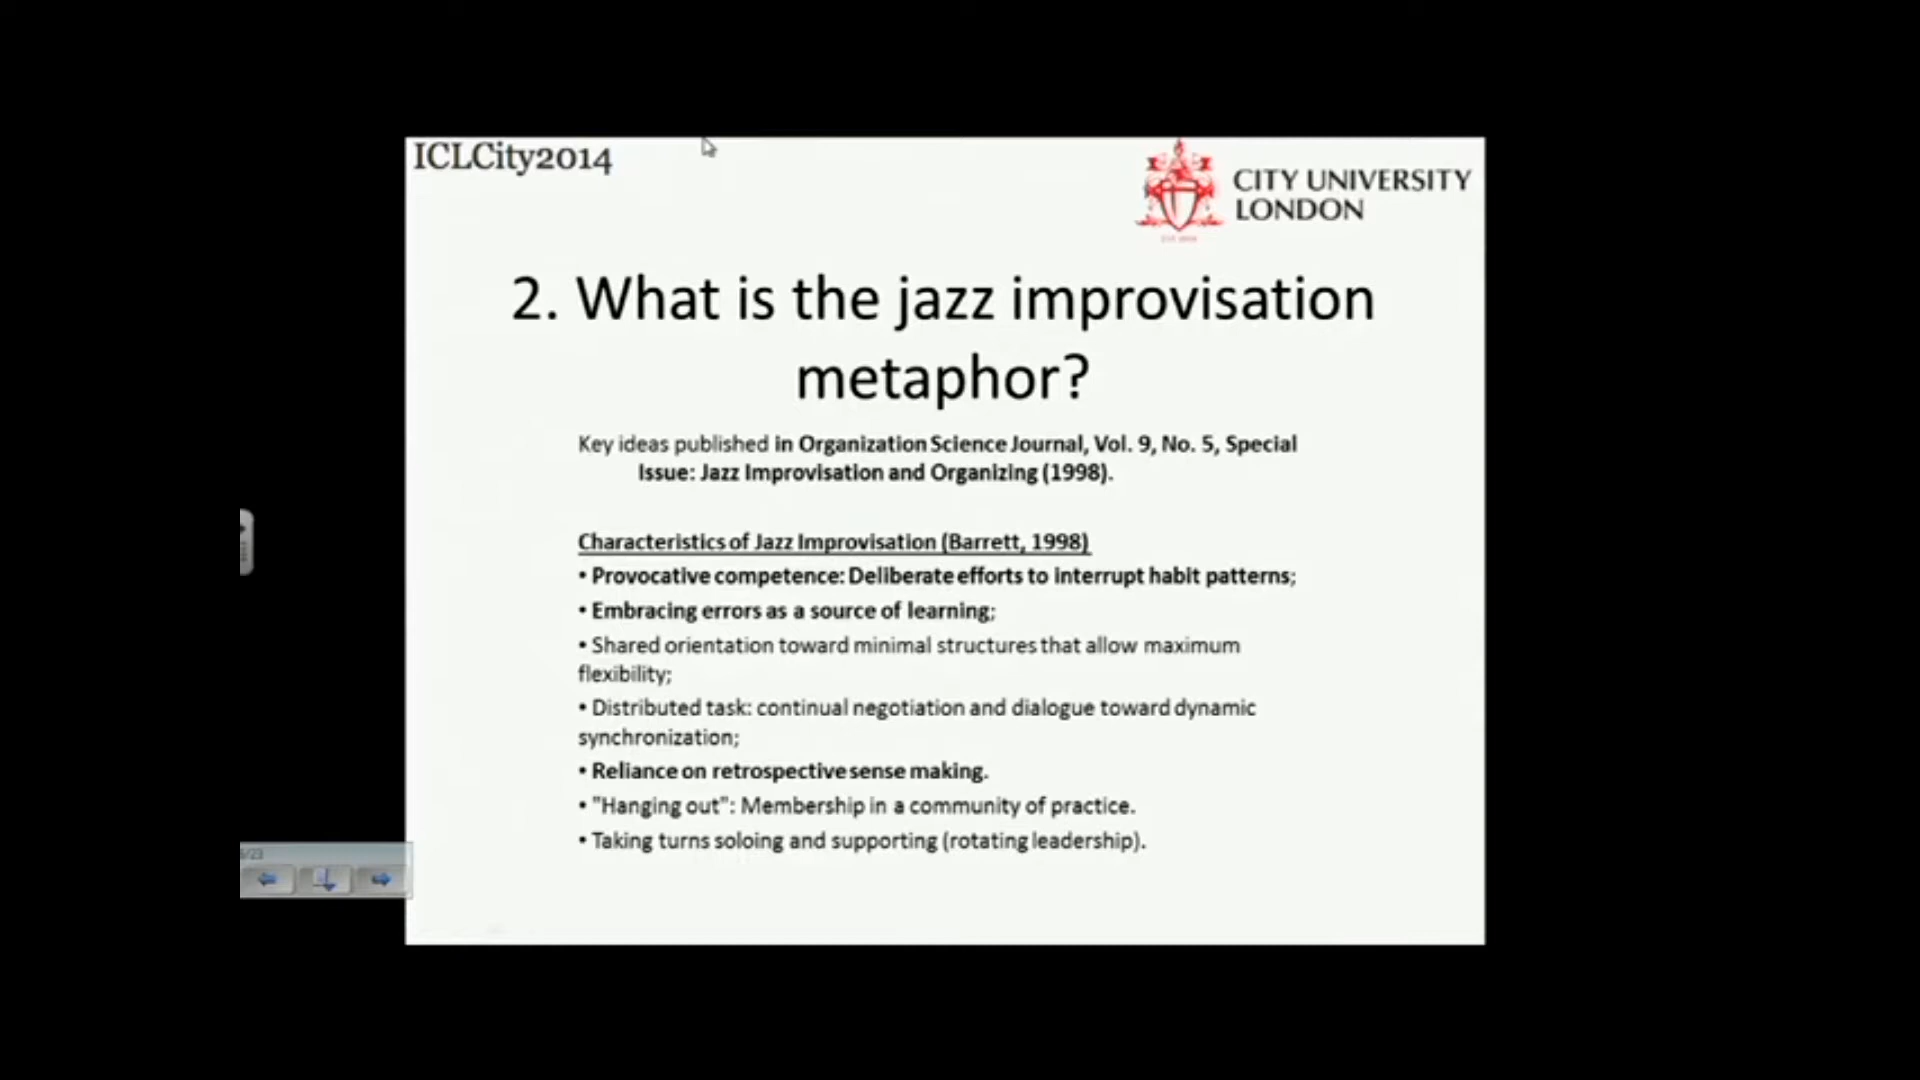 ICLCity2014
CITY UNIVERSITY
LONDON
2. What is the jazz improvisation
metaphor?
Key ideas published in Organization Science Journal, Vol. 9, No. 5, Special
Issue: Jazz Improvisation and Organizing (1998).
Characteristics of Jazz Improvisation (Barrett, 1998)
• Provocative competence: Deliberate efforts to interrupt habit patterns;
• Embracing errors as a source of learning;
• Shared orientation toward minimal structures that allow maximum
flexibility;
• Distributed task: continual negotiation and dialogue toward dynamic
synchronization;
• Reliance on retrospective sense making.
• "Hanging out": Membership in a community of practice.
• Taking turns soloing and supporting (rotating leadership).